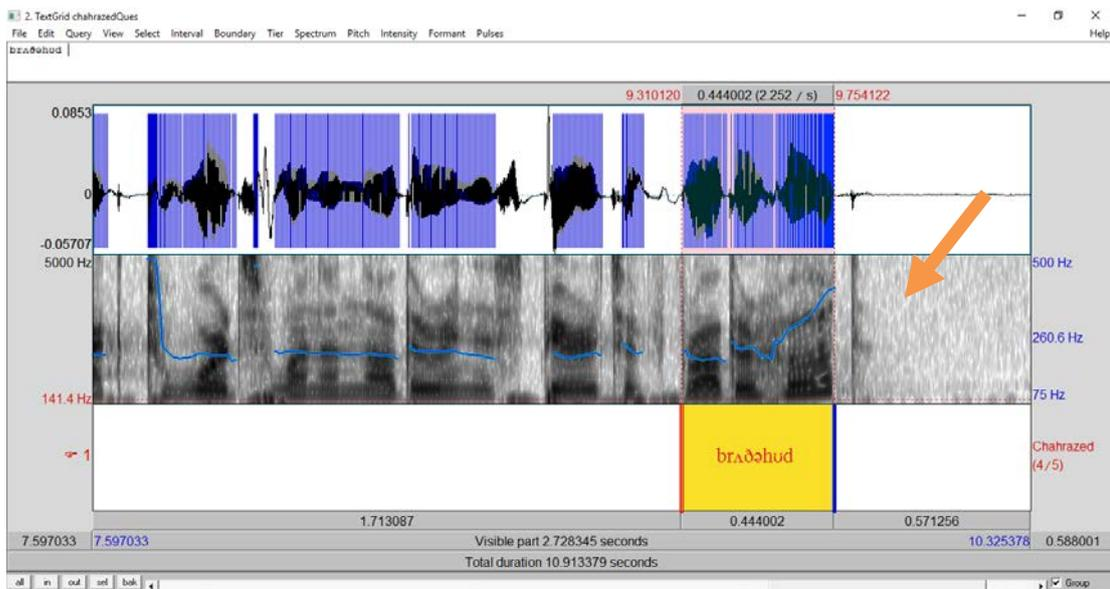 2. TextGrid chahrazedQues
File Edit Query View Select Interval Boundary Tier Spectrum Pitch Intensity Formant Pulses Help
brʌðəhʊd
9.310120 0.444002 (2.252 / s) 9.754122
0.0853
0
-0.05707
5000 Hz 500 Hz
260.6 Hz
141.4 Hz 75 Hz
1 brʌðəhʊd Chahrazed
(4/5)
1.713087 0.444002 0.571256
7.597033 7.597033 Visible part 2.728345 seconds 10.325378 0.588001
Total duration 10.913379 seconds
all in out sel bak Group